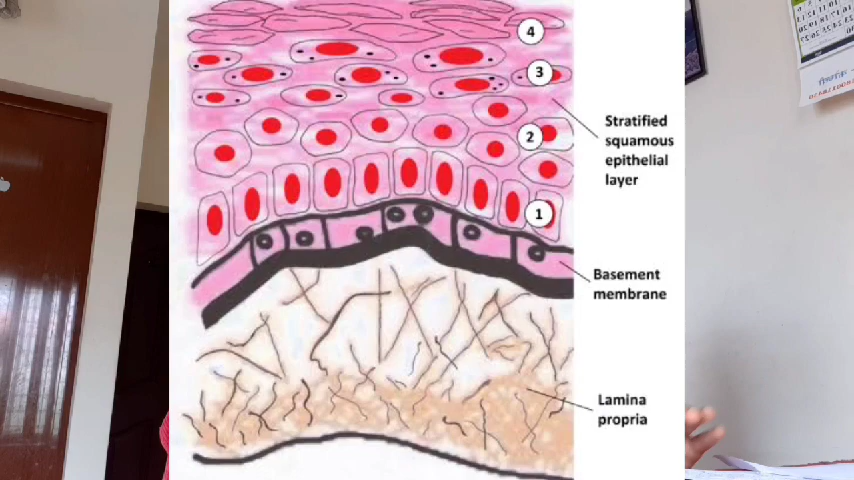 4
3
Stratified
squamous
epithelial
layer
2
1
Basement
membrane
Lamina
propria